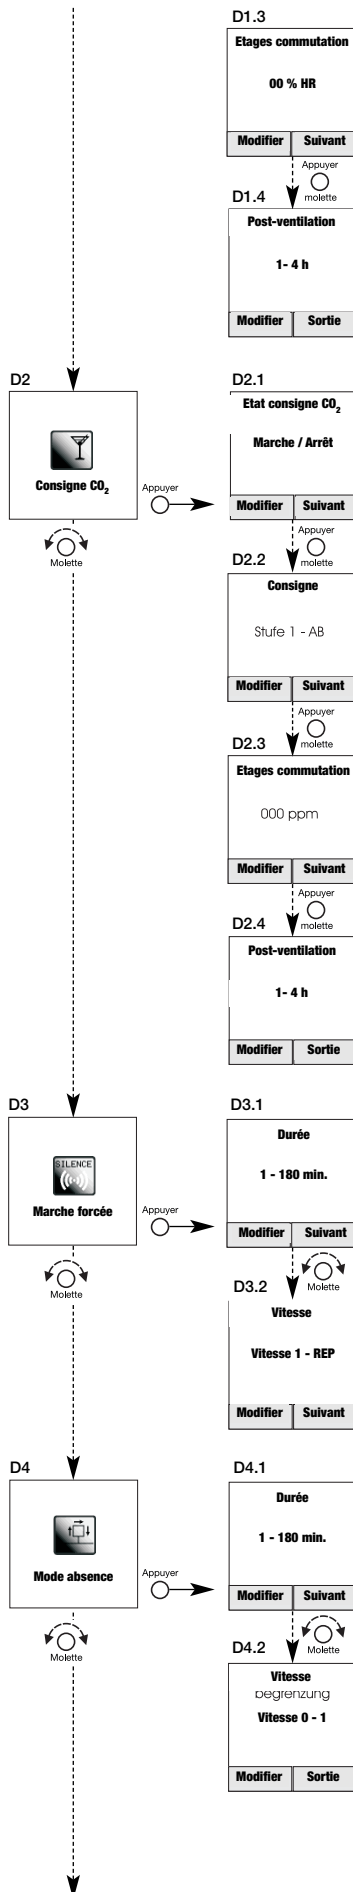 D1.3
Etages commutation
00 % HR
Modifier Suivant
Appuyer
molette
D1.4
Post-ventilation
1- 4 h
Modifier Sortie
D2
Consigne CO₂
Molette
Appuyer
D2.1
Etat consigne CO₂
Marche / Arrêt
Modifier Suivant
Appuyer
molette
D2.2
Consigne
Stufe 1 - AB
Modifier Suivant
Appuyer
molette
D2.3
Etages commutation
000 ppm
Modifier Suivant
Appuyer
molette
D2.4
Post-ventilation
1- 4 h
Modifier Sortie
D3
SILENCE
Marche forcée
Molette
Appuyer
D3.1
Durée
1 - 180 min.
Modifier Suivant
Molette
D3.2
Vitesse
Vitesse 1 - REP
Modifier Suivant
D4
Mode absence
Molette
Appuyer
D4.1
Durée
1 - 180 min.
Modifier Suivant
Molette
D4.2
Vitesse
begrenzung
Vitesse 0 - 1
Modifier Sortie